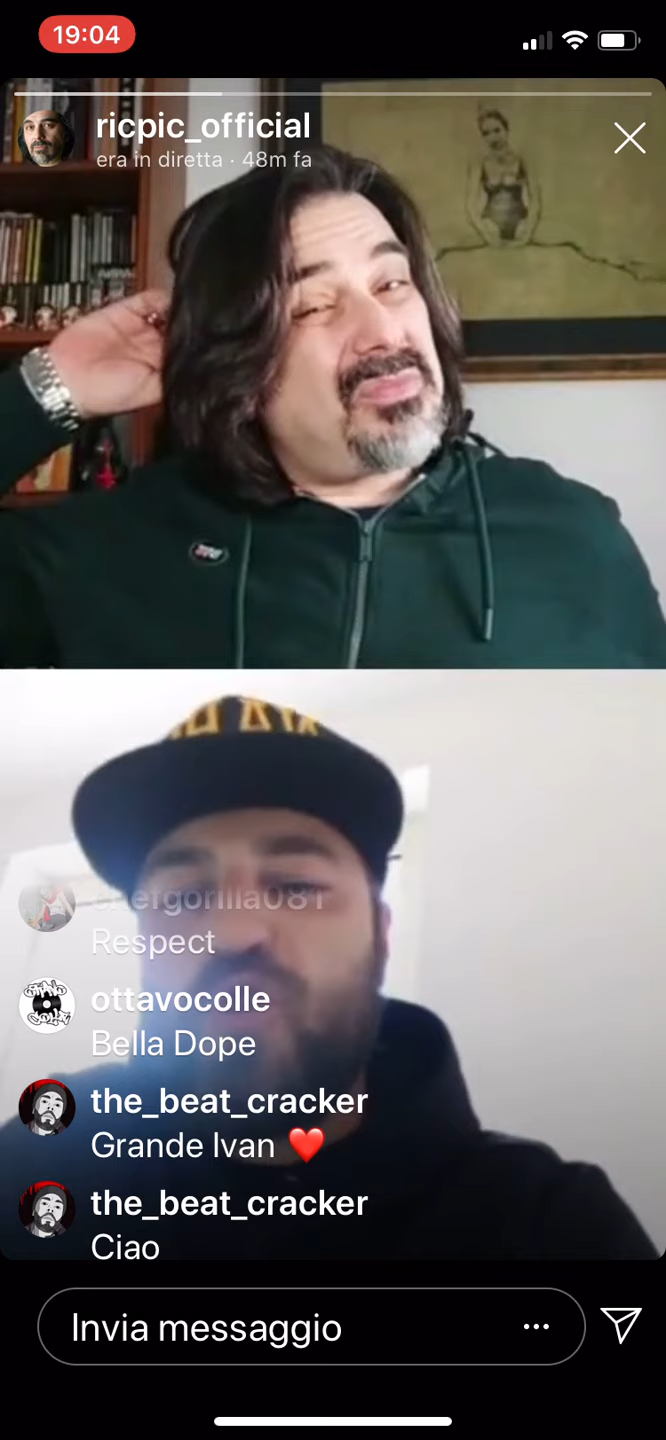 19:04
ricpic_official
era in diretta · 48m fa
chefgorilla081
Respect
ottavocolle
Bella Dope
the_beat_cracker
Grande Ivan ❤️
the_beat_cracker
Ciao
Invia messaggio